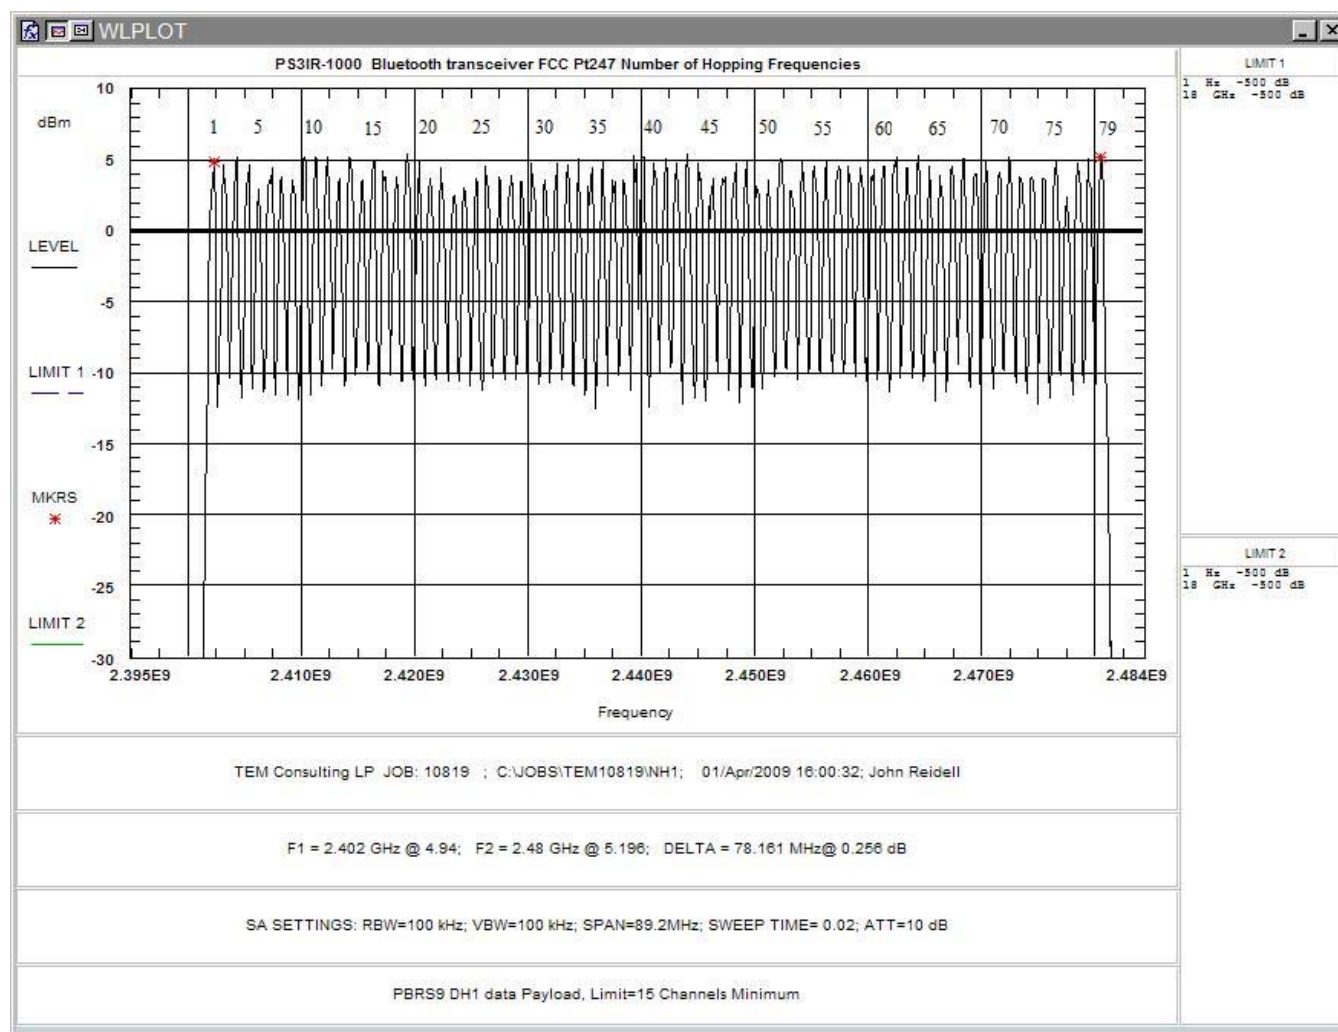 WLPLOT
PS3IR-1000 Bluetooth transceiver FCC Pt247 Number of Hopping Frequencies
10
dBm
1 5 10 15 20 25 30 35 40 45 50 55 60 65 70 75 79
5
0
LEVEL
-5
LIMIT 1
-10
-15
MKRS
-20
-25
LIMIT 2
-30
2.395E9 2.410E9 2.420E9 2.430E9 2.440E9 2.450E9 2.460E9 2.470E9 2.484E9
Frequency
TEM Consulting LP JOB: 10819 ; C:\JOBS\TEM10819\NH1; 01/Apr/2009 16:00:32; John Reidell
F1 = 2.402 GHz @ 4.94; F2 = 2.48 GHz @ 5.196; DELTA = 78.161 MHz@ 0.256 dB
SA SETTINGS: RBW=100 kHz; VBW=100 kHz; SPAN=89.2MHz; SWEEP TIME= 0.02; ATT=10 dB
PBRS9 DH1 data Payload, Limit=15 Channels Minimum
LIMIT 1
1 Hz -500 dB
18 GHz -500 dB
LIMIT 2
1 Hz -500 dB
18 GHz -500 dB